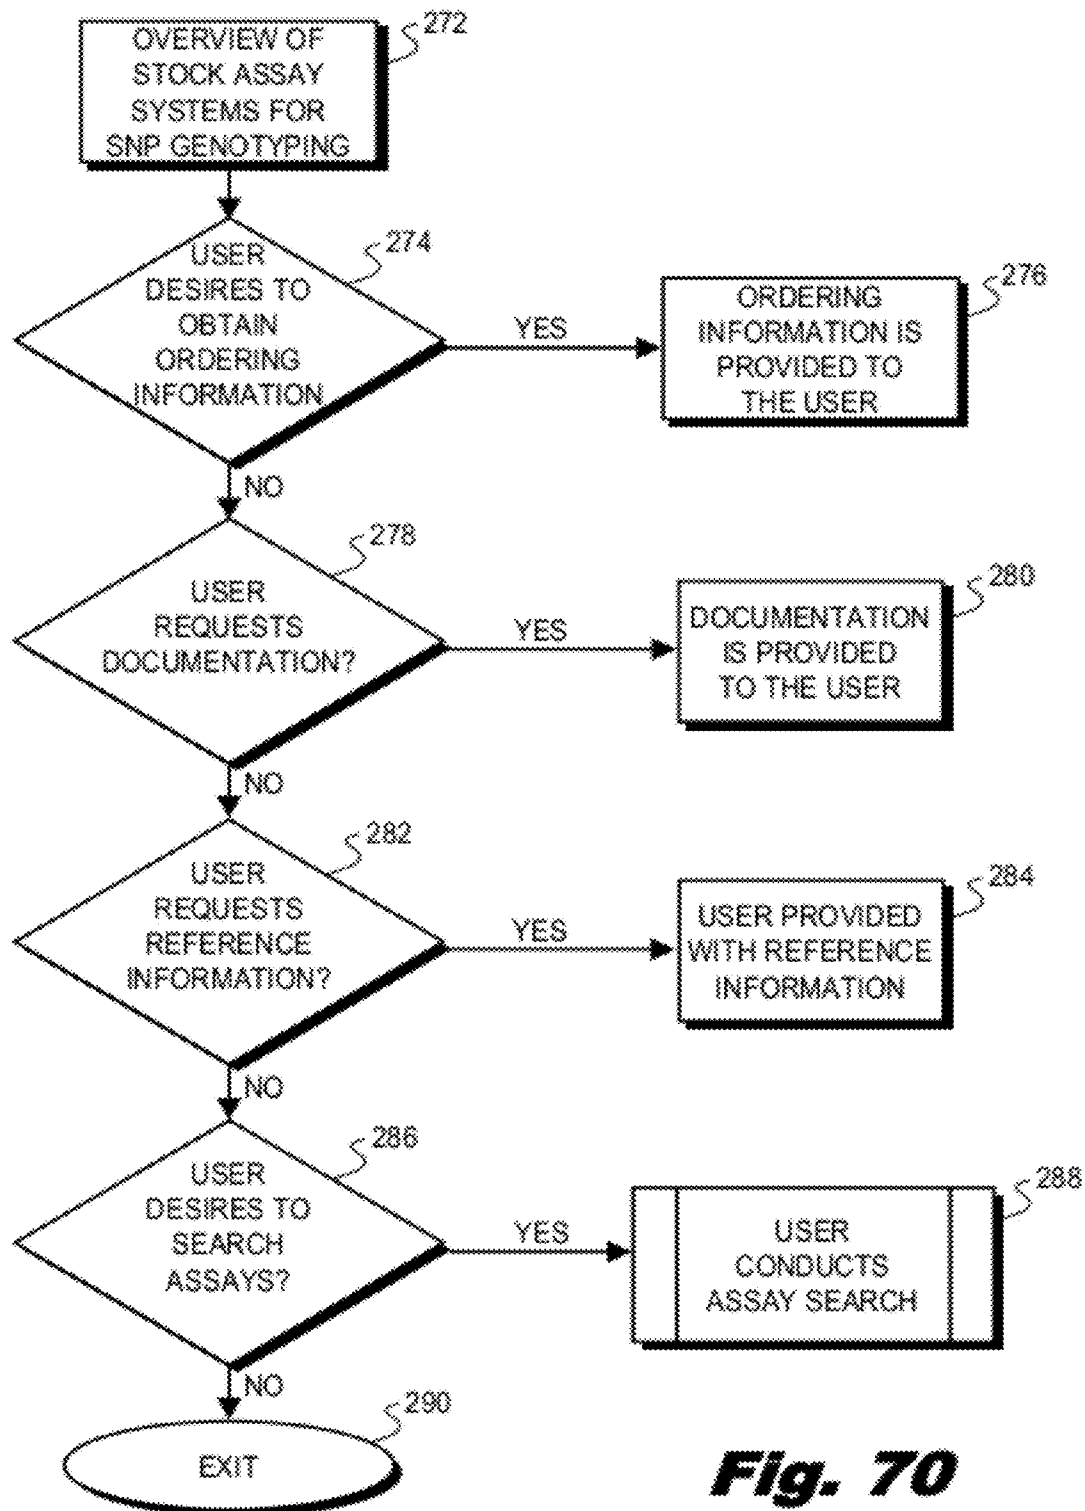 OVERVIEW OF
STOCK ASSAY
SYSTEMS FOR
SNP GENOTYPING
272
USER
DESIRES TO
OBTAIN
ORDERING
INFORMATION
274
YES
ORDERING
INFORMATION IS
PROVIDED TO
THE USER
276
NO
USER
REQUESTS
DOCUMENTATION?
278
YES
DOCUMENTATION
IS PROVIDED
TO THE USER
280
NO
USER
REQUESTS
REFERENCE
INFORMATION?
282
YES
USER PROVIDED
WITH REFERENCE
INFORMATION
284
NO
USER
DESIRES TO
SEARCH
ASSAYS?
286
YES
USER
CONDUCTS
ASSAY SEARCH
288
NO
EXIT
290
Fig. 70